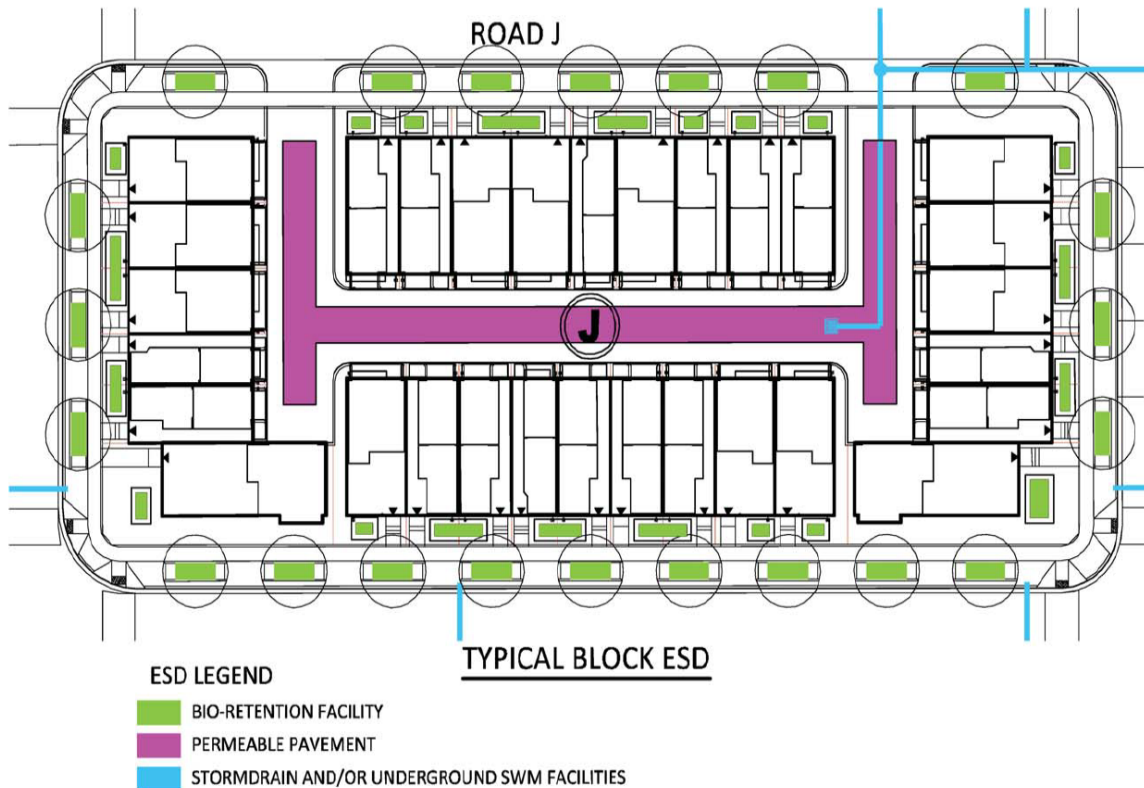 ROAD J
J
TYPICAL BLOCK ESD
ESD LEGEND
BIO-RETENTION FACILITY
PERMEABLE PAVEMENT
STORMDRAIN AND/OR UNDERGROUND SWM FACILITIES